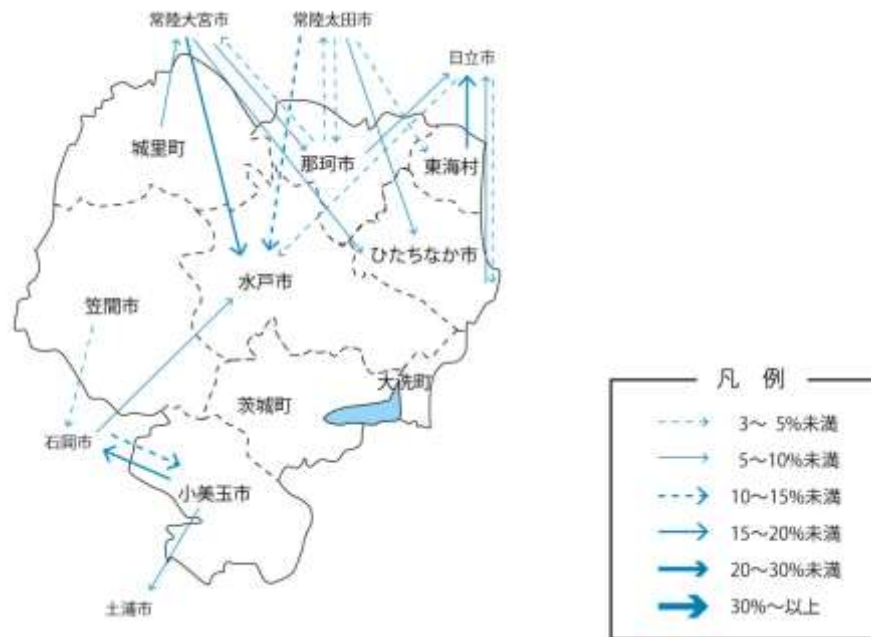 常陸大宮市
常陸太田市
日立市
城里町
那珂市
東海村
ひたちなか市
水戸市
笠間市
大洗町
茨城町
石岡市
小美玉市
土浦市
凡 例
3〜 5%未満
5〜10%未満
10〜15%未満
15〜20%未満
20〜30%未満
30%〜以上